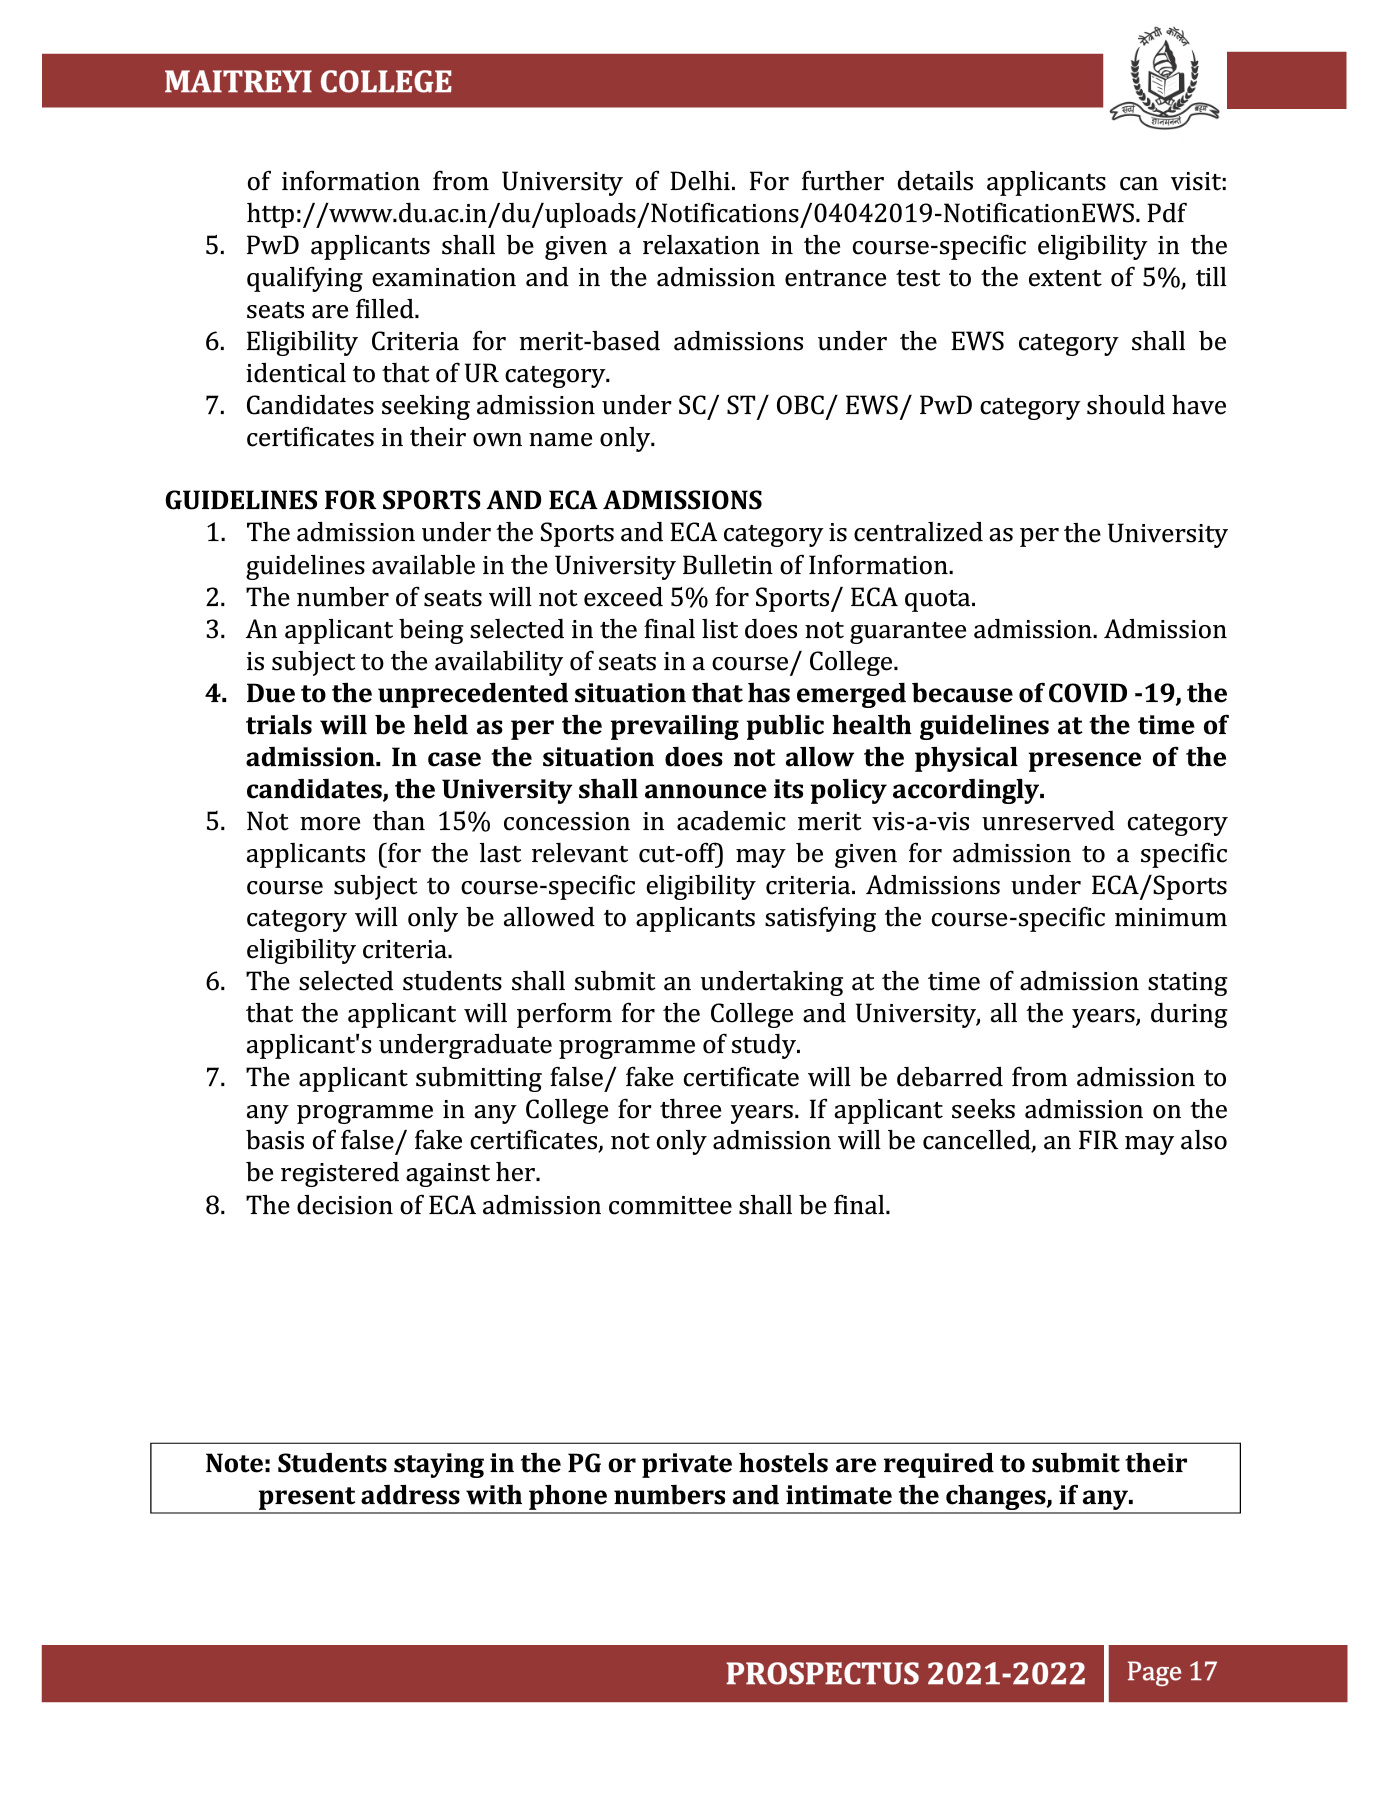 MAITREYI COLLEGE
मैत्रेयी कॉलेज
of information from University of Delhi. For further details applicants can visit:
http://www.du.ac.in/du/uploads/Notifications/04042019-NotificationEWS. Pdf
5. PwD applicants shall be given a relaxation in the course-specific eligibility in the
qualifying examination and in the admission entrance test to the extent of 5%, till
seats are filled.
6. Eligibility Criteria for merit-based admissions under the EWS category shall be
identical to that of UR category.
7. Candidates seeking admission under SC/ ST/ OBC/ EWS/ PwD category should have
certificates in their own name only.
GUIDELINES FOR SPORTS AND ECA ADMISSIONS
1. The admission under the Sports and ECA category is centralized as per the University
guidelines available in the University Bulletin of Information.
2. The number of seats will not exceed 5% for Sports/ ECA quota.
3. An applicant being selected in the final list does not guarantee admission. Admission
is subject to the availability of seats in a course/ College.
4. Due to the unprecedented situation that has emerged because of COVID -19, the
trials will be held as per the prevailing public health guidelines at the time of
admission. In case the situation does not allow the physical presence of the
candidates, the University shall announce its policy accordingly.
5. Not more than 15% concession in academic merit vis-a-vis unreserved category
applicants (for the last relevant cut-off) may be given for admission to a specific
course subject to course-specific eligibility criteria. Admissions under ECA/Sports
category will only be allowed to applicants satisfying the course-specific minimum
eligibility criteria.
6. The selected students shall submit an undertaking at the time of admission stating
that the applicant will perform for the College and University, all the years, during
applicant's undergraduate programme of study.
7. The applicant submitting false/ fake certificate will be debarred from admission to
any programme in any College for three years. If applicant seeks admission on the
basis of false/ fake certificates, not only admission will be cancelled, an FIR may also
be registered against her.
8. The decision of ECA admission committee shall be final.
Note: Students staying in the PG or private hostels are required to submit their
present address with phone numbers and intimate the changes, if any.
PROSPECTUS 2021-2022 Page 17